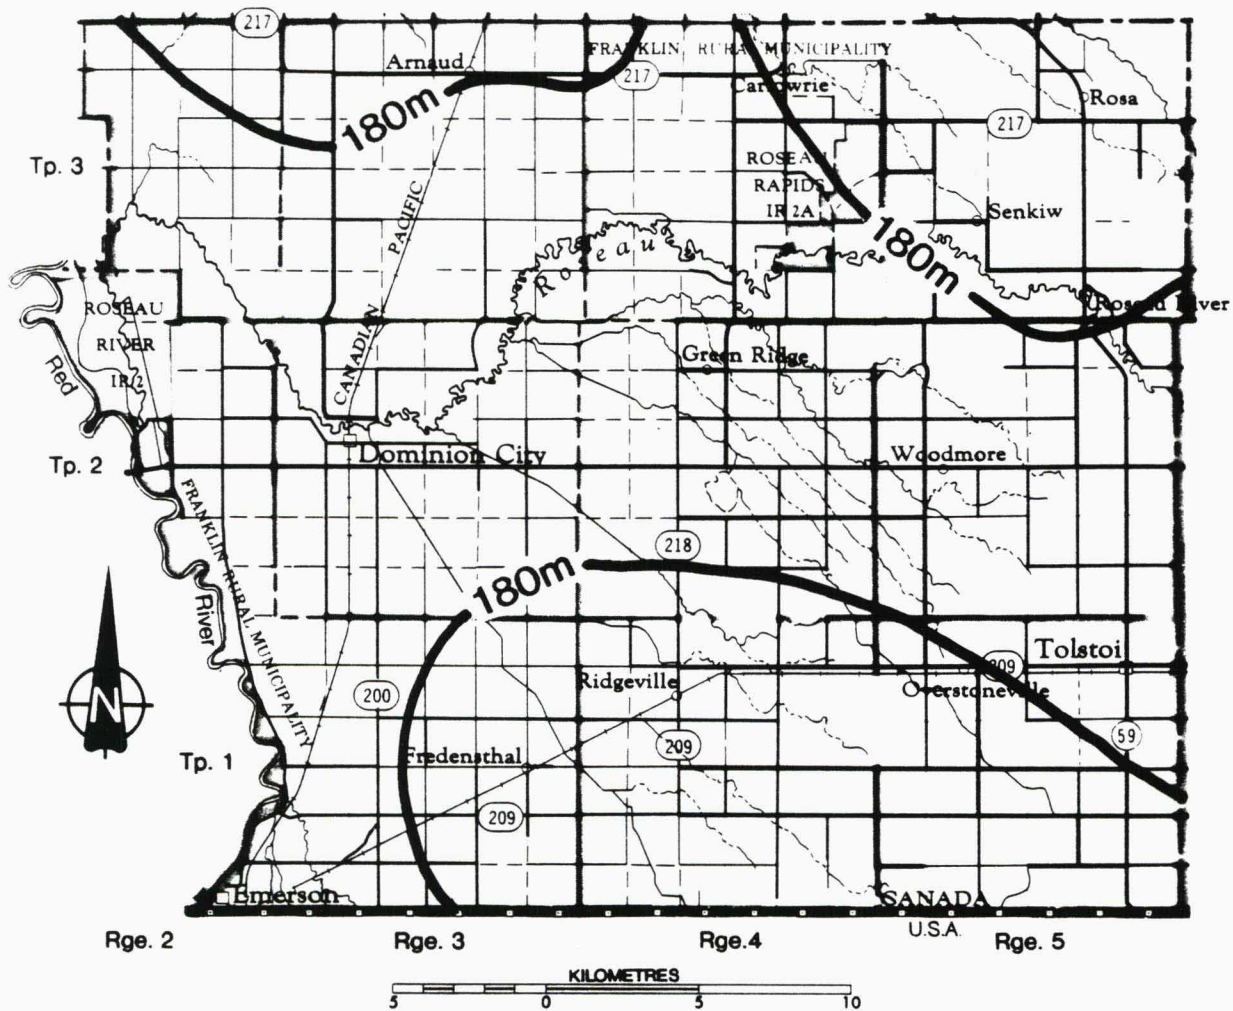 217
FRANKLIN RURAL MUNICIPALITY
Arnaud
217
Carlowrie
Rosa
180m
217
Tp. 3
ROSEAU
RAPIDS
IR 2A
Senkiw
CANADIAN PACIFIC
Roseau
180m
ROSEAU
RIVER
IR 2
Roseau River
R
Red
Green Ridge
Dominion City
Woodmore
Tp. 2
FRANKLIN RURAL MUNICIPALITY
218
180m
River
Tolstoi
209
Ridgeville
Overstoneville
200
N
59
209
Tp. 1
Fredensthal
209
Emerson
CANADA
U.S.A.
Rge. 2
Rge. 3
Rge. 4
Rge. 5
KILOMETRES
5 0 5 10